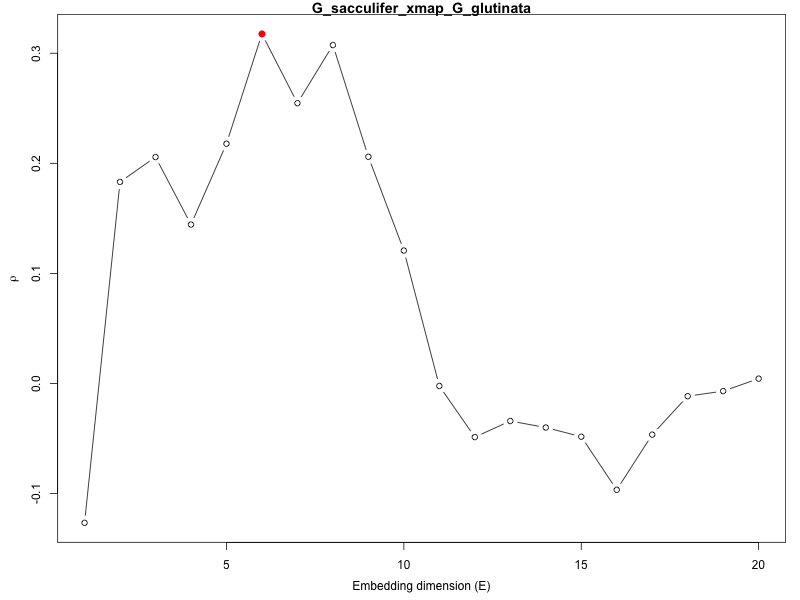 G_sacculifer_xmap_G_glutinata
0.3
0.2
0.1
0.0
-0.1
ρ
5 10 15 20
Embedding dimension (E)